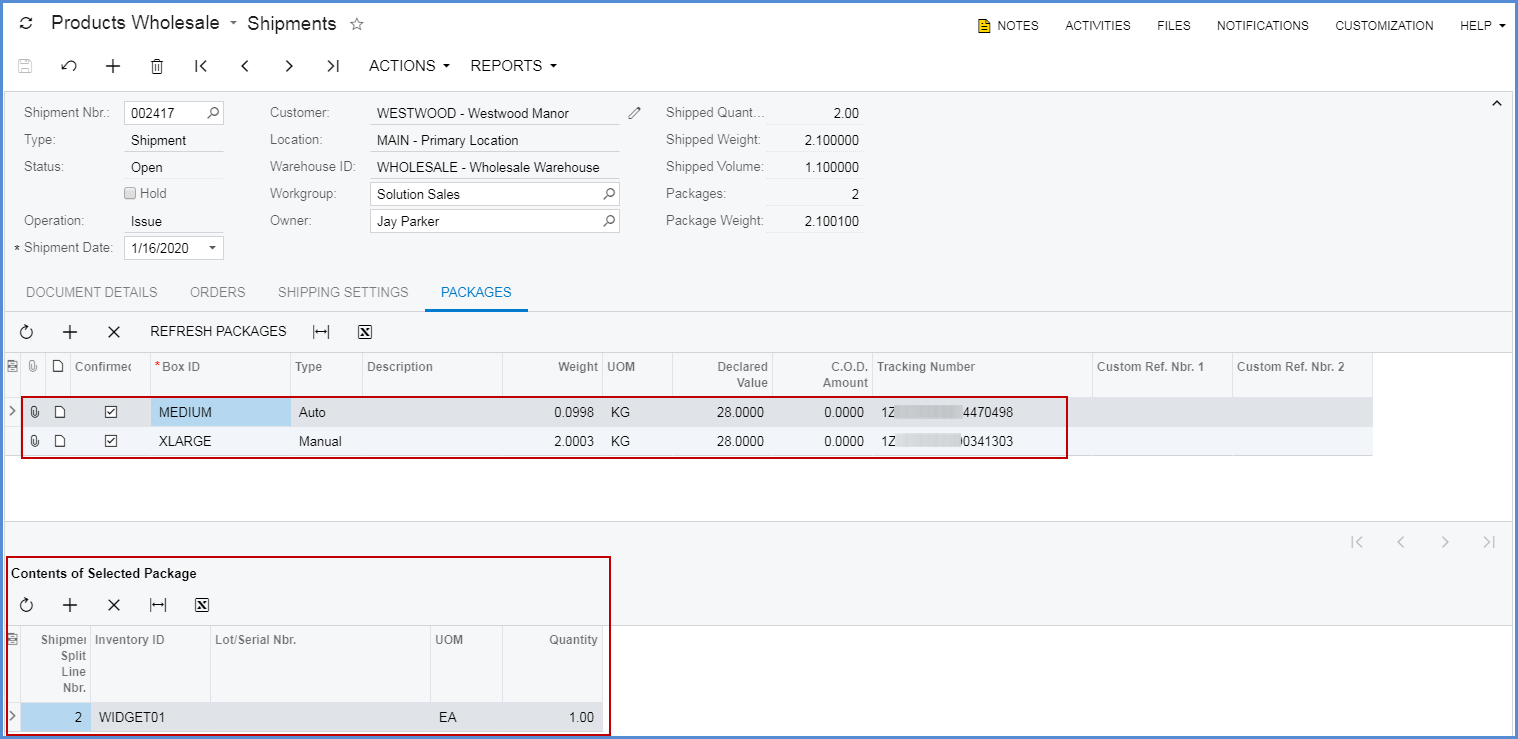 Products Wholesale Shipments
NOTES ACTIVITIES FILES NOTIFICATIONS CUSTOMIZATION HELP
ACTIONS REPORTS
Shipment Nbr.: 002417 Customer: WESTWOOD - Westwood Manor Shipped Quant... 2.00
Type: Shipment Location: MAIN - Primary Location Shipped Weight: 2.100000
Status: Open Warehouse ID: WHOLESALE - Wholesale Warehouse Shipped Volume: 1.100000
Hold Workgroup: Solution Sales Packages: 2
Operation: Issue Owner: Jay Parker Package Weight: 2.100100
* Shipment Date: 1/16/2020
DOCUMENT DETAILS ORDERS SHIPPING SETTINGS PACKAGES
REFRESH PACKAGES
Confirmed *Box ID Type Description Weight UOM Declared Value C.O.D. Amount Tracking Number Custom Ref. Nbr. 1 Custom Ref. Nbr. 2
MEDIUM Auto 0.0998 KG 28.0000 0.0000 1Z 4470498
XLARGE Manual 2.0003 KG 28.0000 0.0000 1Z 00341303
Contents of Selected Package
Shipmer Split Line Nbr. Inventory ID Lot/Serial Nbr. UOM Quantity
2 WIDGET01 EA 1.00